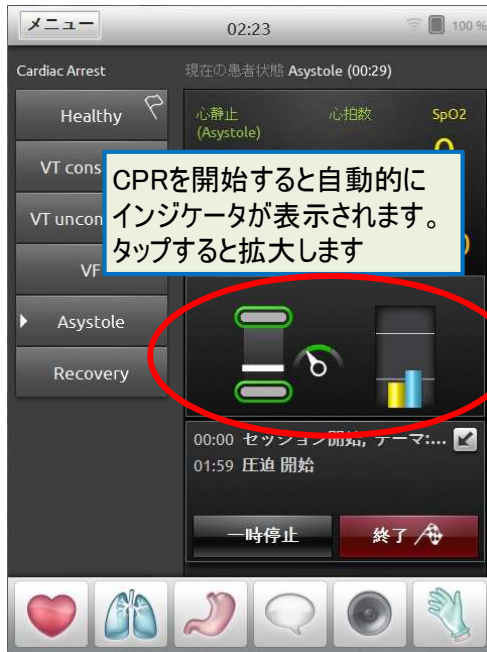 メニュー
02:23
100 %
Cardiac Arrest
現在の患者状態 Asystole (00:29)
Healthy
心静止
(Asystole)
心拍数
SpO2
VT cons
CPRを開始すると自動的に
インジケータが表示されます。
タップすると拡大します
VT uncon
VF
Asystole
Recovery
00:00 セッション開始, テーマ:...
01:59 圧迫 開始
一時停止
終了